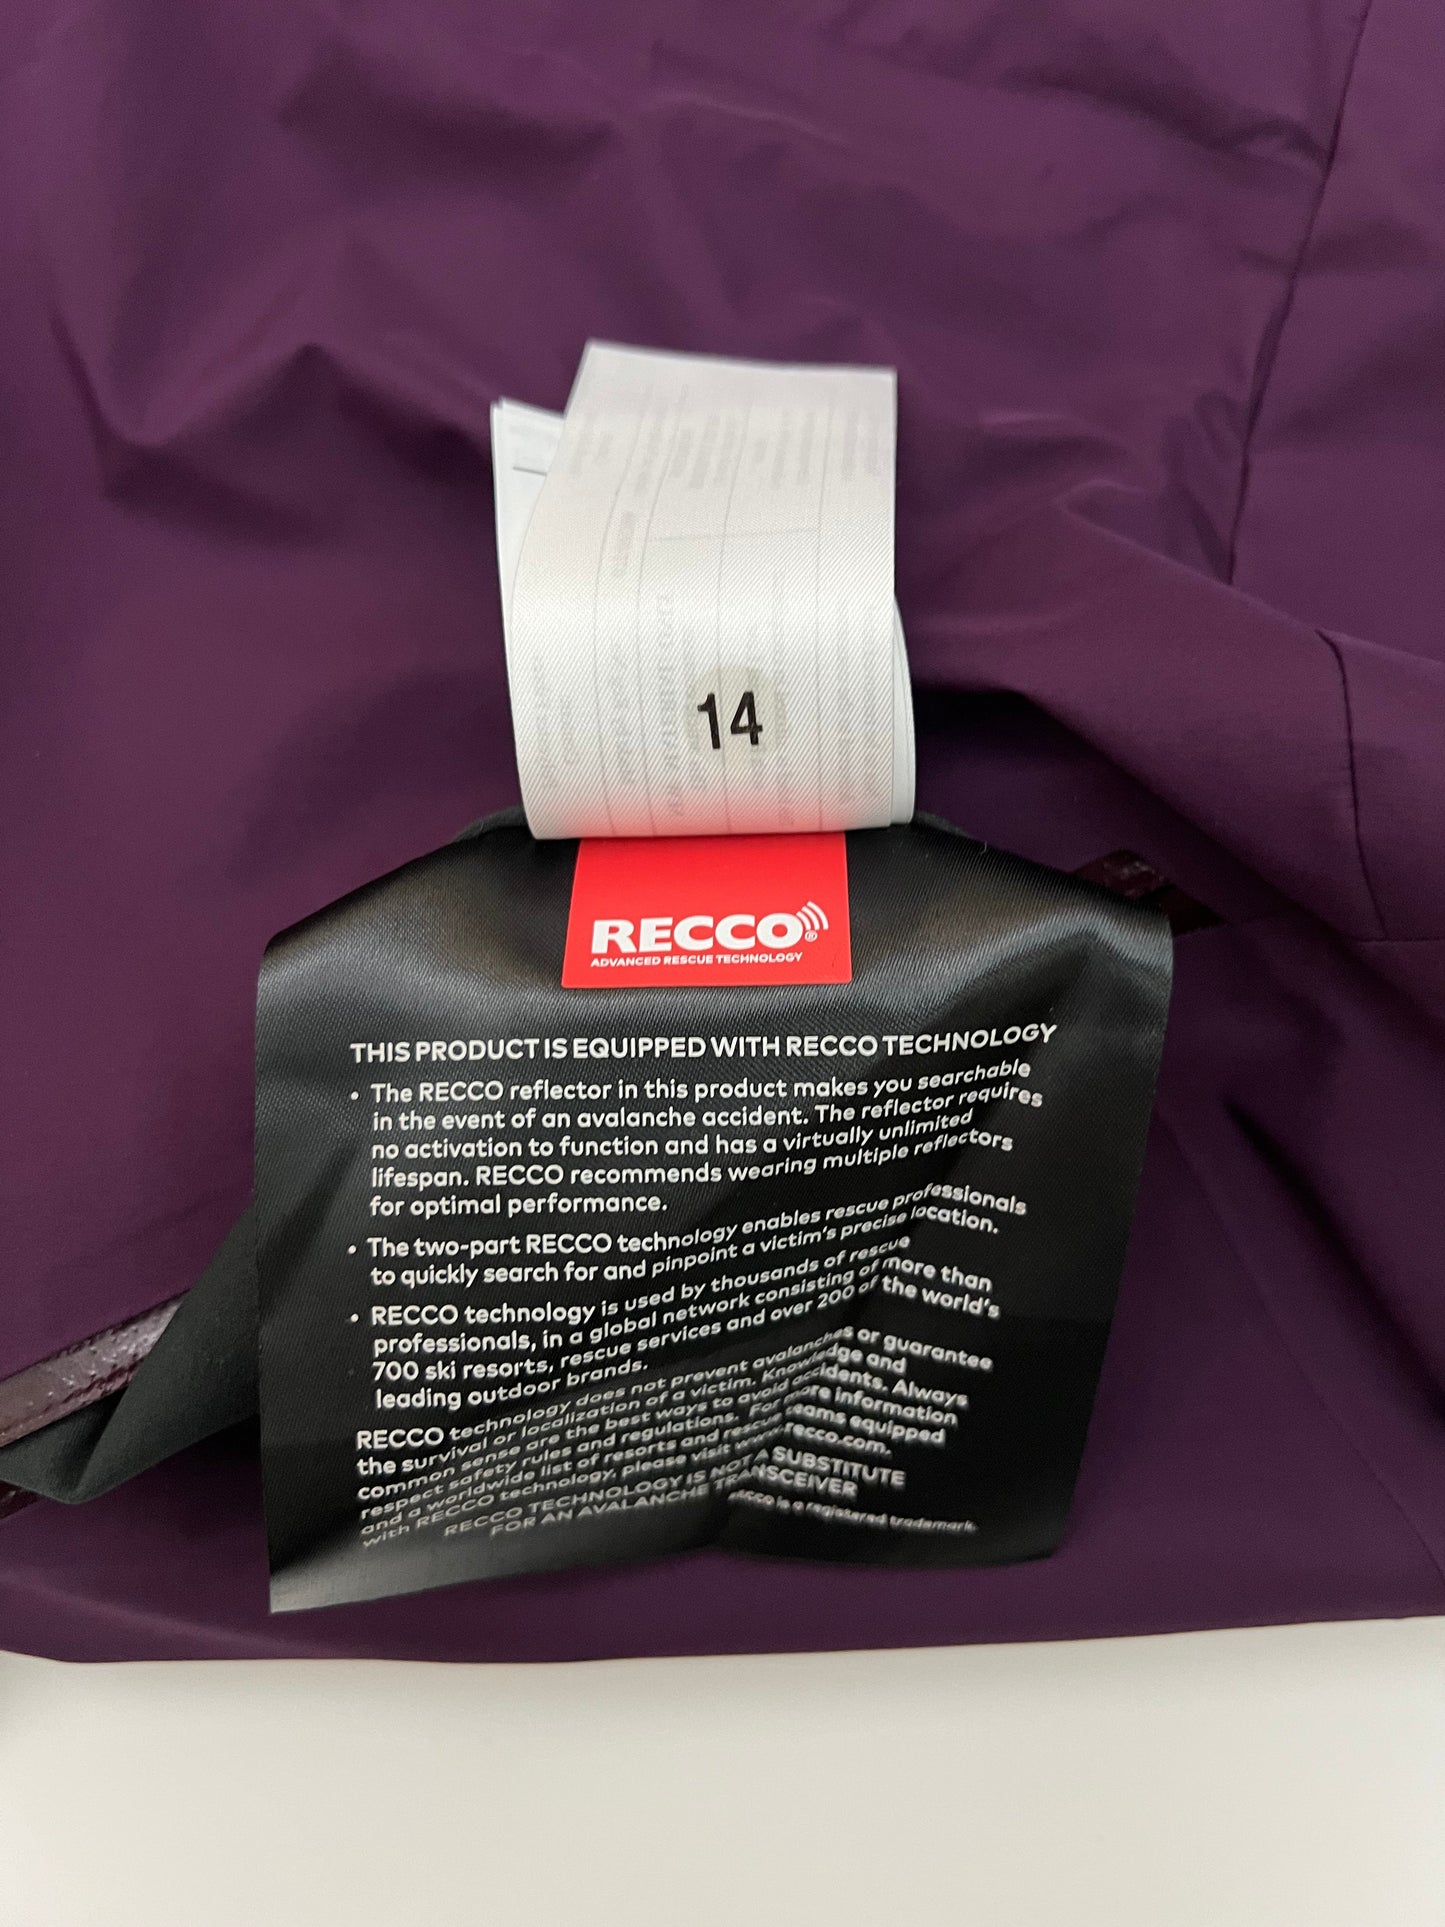 14
RECCO®
ADVANCED RESCUE TECHNOLOGY
THIS PRODUCT IS EQUIPPED WITH RECCO TECHNOLOGY
• The RECCO reflector in this product makes you searchable
in the event of an avalanche accident. The reflector requires
no activation to function and has a virtually unlimited
lifespan. RECCO recommends wearing multiple reflectors
for optimal performance.
• The two-part RECCO technology enables rescue professionals
to quickly search for and pinpoint a victim's precise location.
• RECCO technology is used by thousands of rescue
professionals, in a global network consisting of more than
700 ski resorts, rescue services and over 200 of the world's
leading outdoor brands.
RECCO technology does not prevent avalanches or guarantee
the survival or localization of a victim. Knowledge and
common sense are the best ways to avoid accidents. Always
respect safety rules and regulations. For more information
and a worldwide list of resorts and rescue teams equipped
with RECCO technology, please visit www.recco.com.
RECCO TECHNOLOGY IS NOT A SUBSTITUTE
FOR AN AVALANCHE TRANSCEIVER
RECCO is a registered trademark.